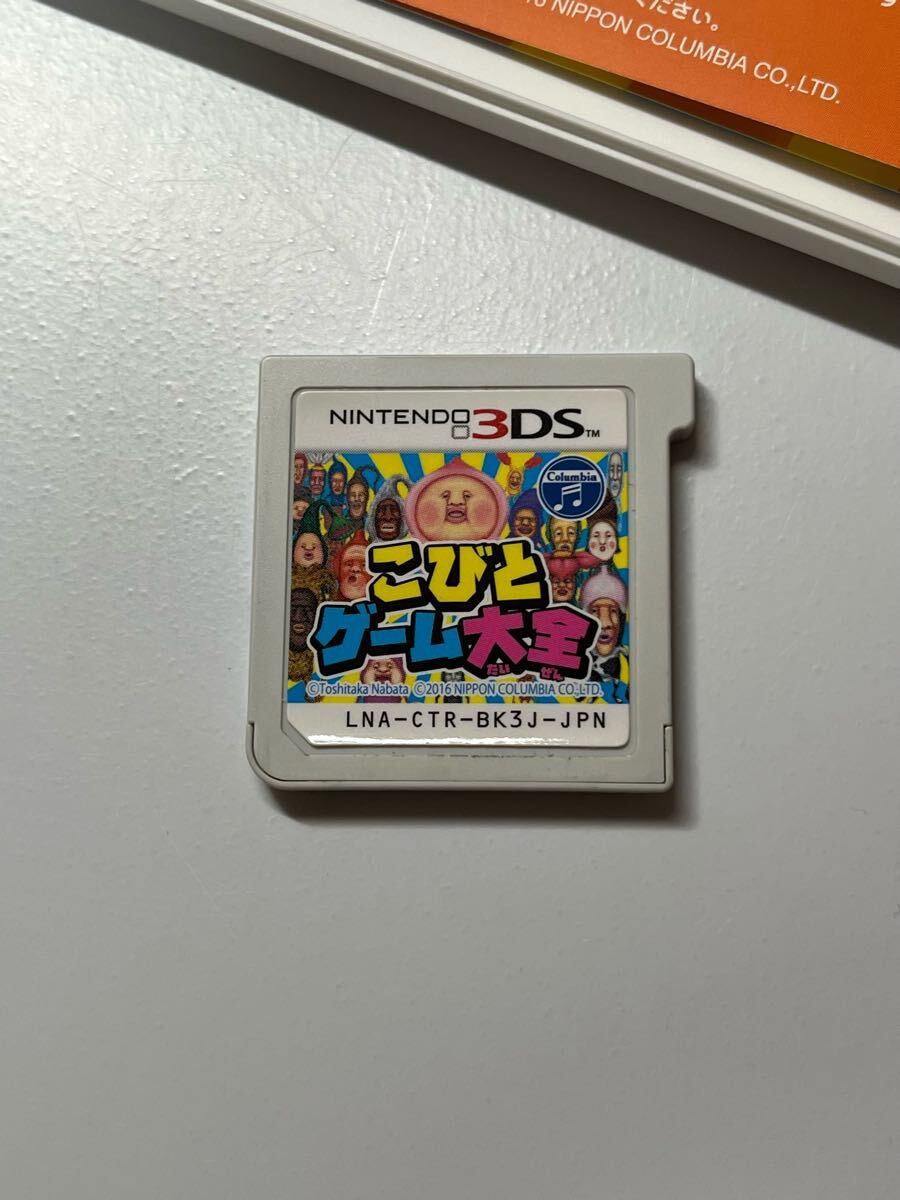 ください。
NIPPON COLUMBIA CO.,LTD.
NINTENDO 3DS™
Columbia
こびと
ゲーム大全
たい ぜん
©Toshitaka Nabata ©2016 NIPPON COLUMBIA CO.,LTD.
LNA-CTR-BK3J-JPN